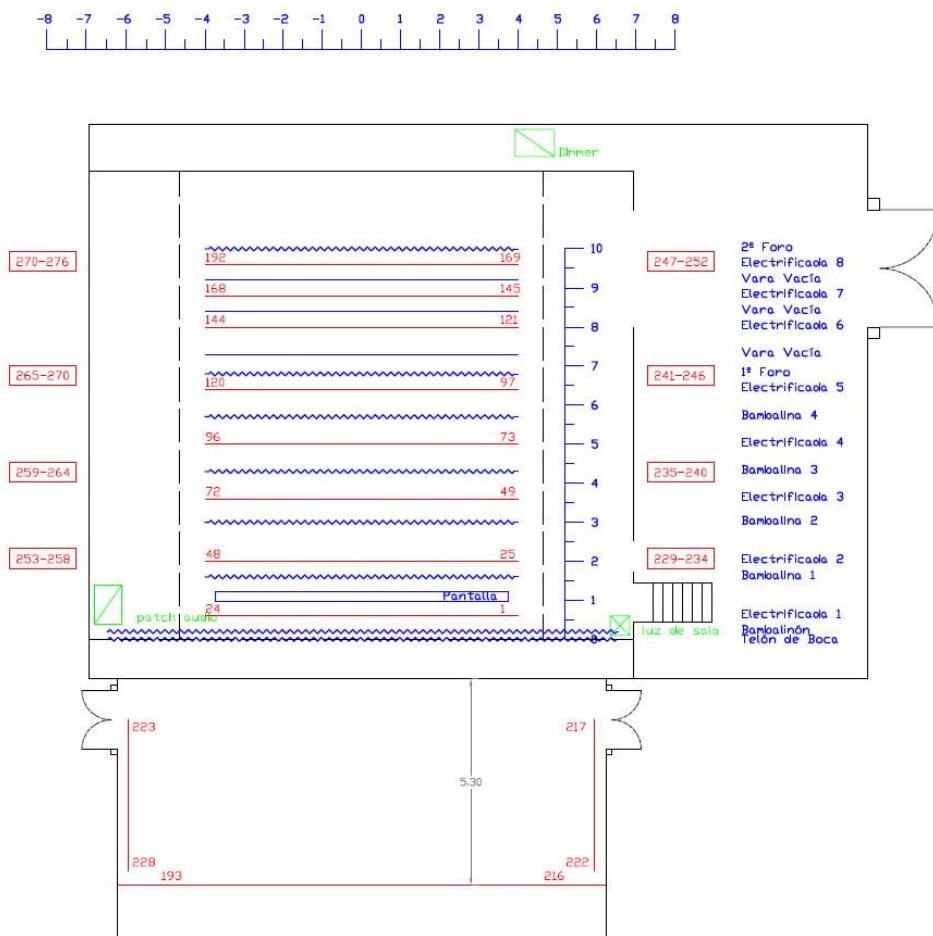 -8 -7 -6 -5 -4 -3 -2 -1 0 1 2 3 4 5 6 7 8
Dimmer
270-276 192 169 10 247-252 2º Foro
Electrificada 8
9 Vara Vacía
168 145 Electrificada 7
Vara Vacía
144 121 8 Electrificada 6
7 Vara Vacía
265-270 120 97 241-246 1º Foro
Electrificada 5
6 Bambalina 4
96 73 5 Electrificada 4
259-264 235-240 Bambalina 3
72 49 4 Electrificada 3
3 Bambalina 2
253-258 48 25 2 229-234 Electrificada 2
Bambalina 1
Pantalla 1
patch audio 24 1 Electrificada 1
luz de sala Bambalinón
0 Telón de Boca
223 217
5.30
228 222
193 216